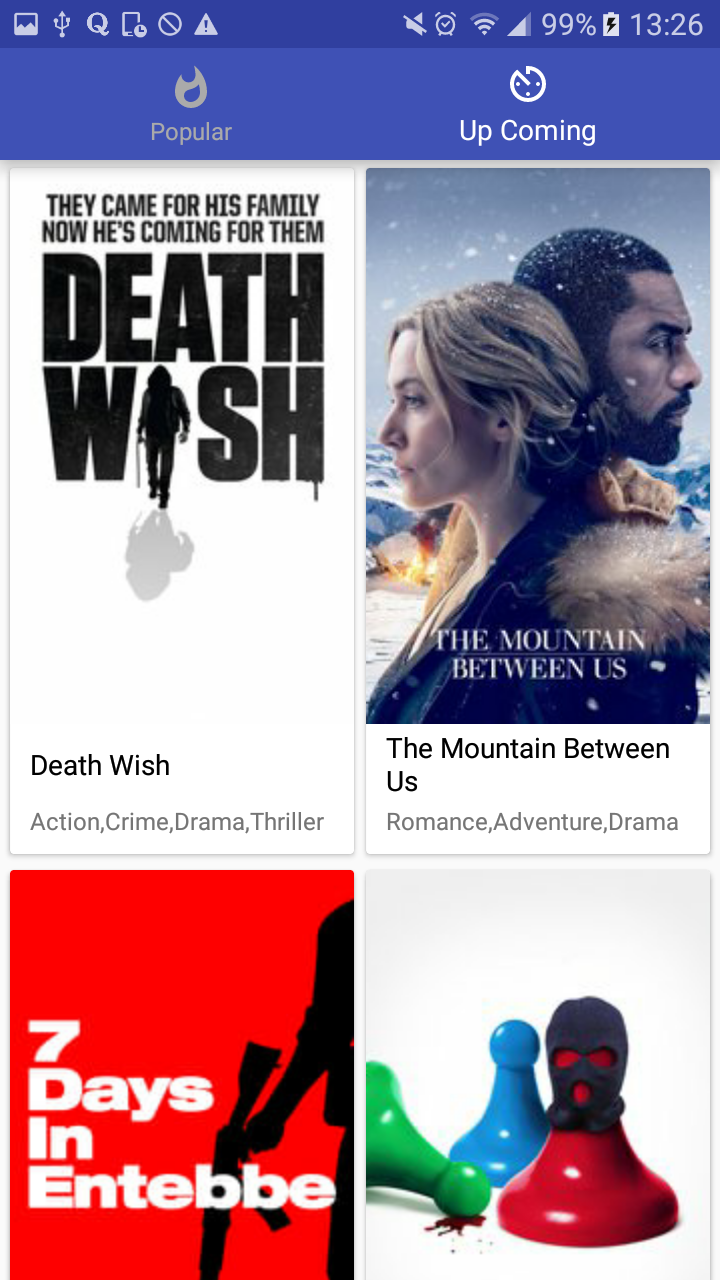 99% 13:26
Popular
Up Coming
THEY CAME FOR HIS FAMILY
NOW HE'S COMING FOR THEM
DEATH
WISH
THE MOUNTAIN
BETWEEN US
Death Wish
The Mountain Between
Us
Action,Crime,Drama,Thriller
Romance,Adventure,Drama
7
Days
In
Entebbe